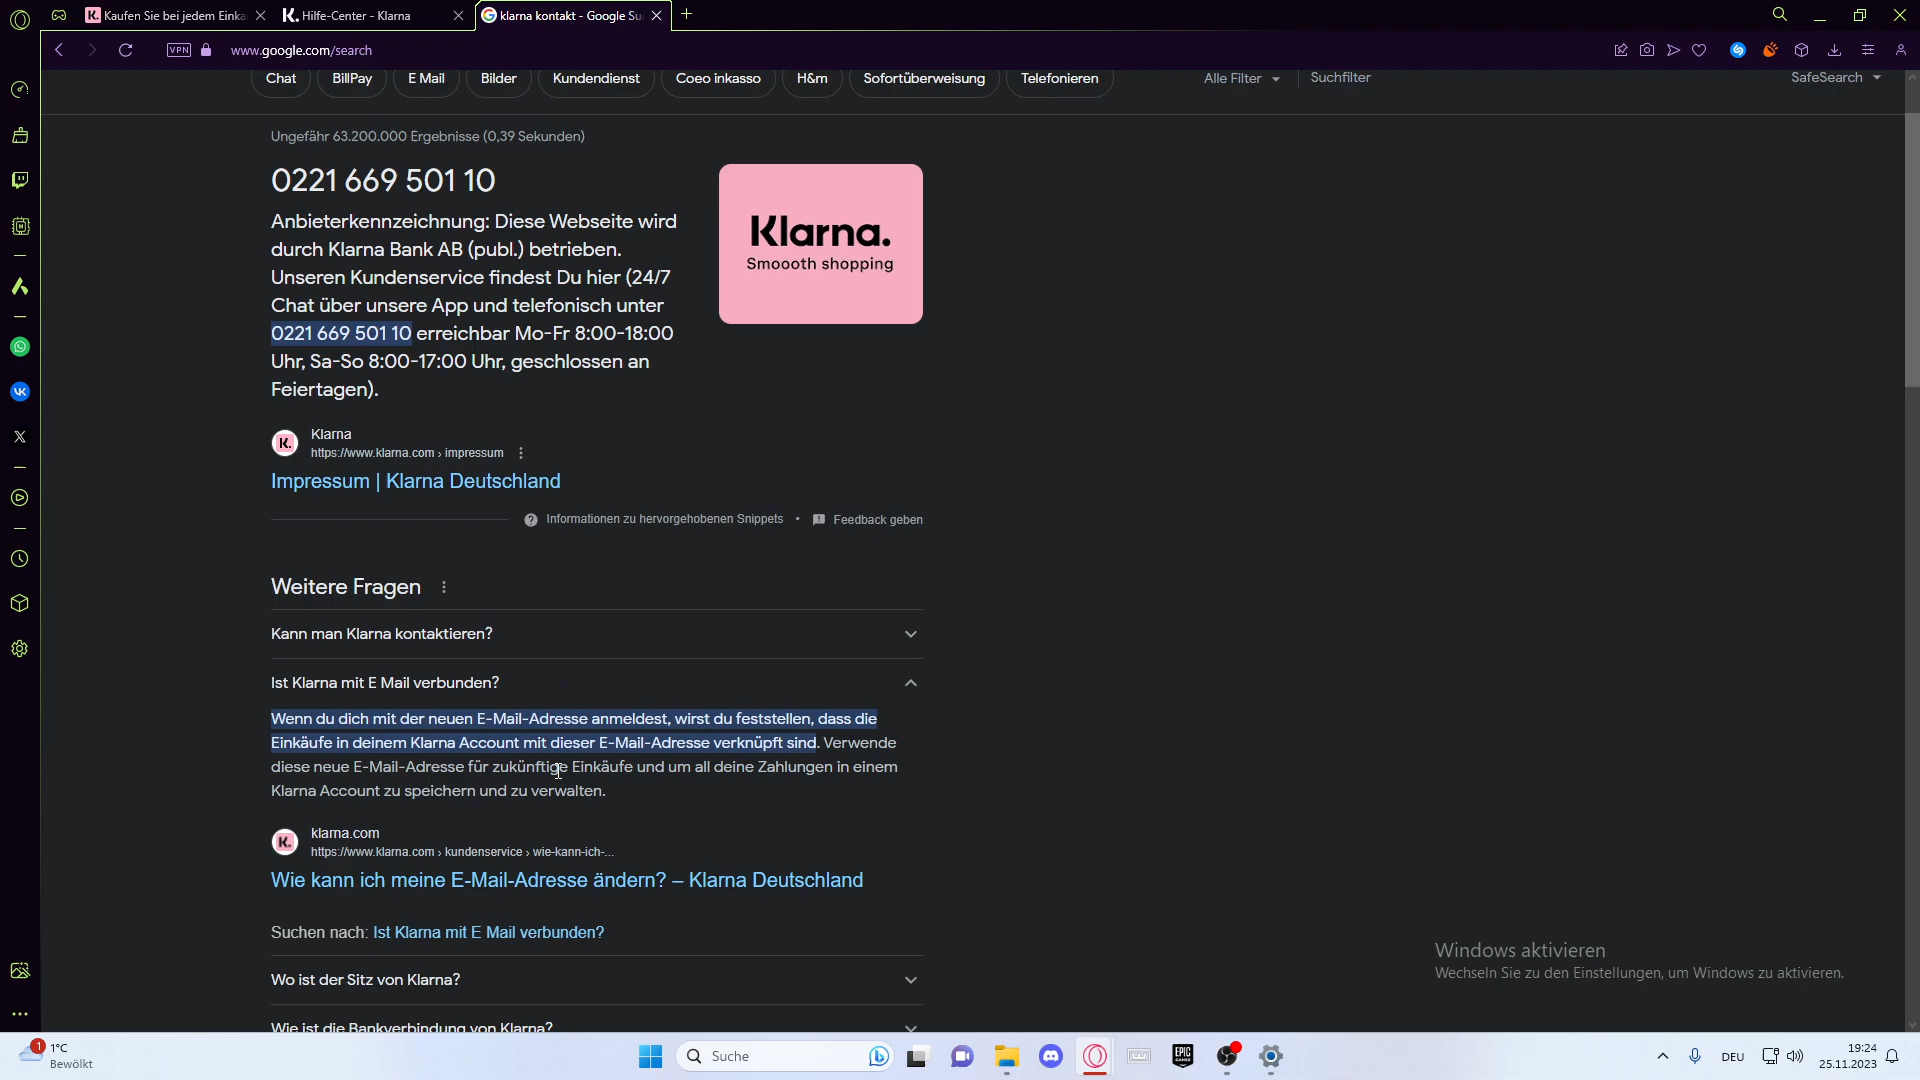 Kaufen Sie bei jedem Einka
Hilfe-Center - Klarna
klarna kontakt - Google Su
VPN
www.google.com/search
Chat
BillPay
E Mail
Bilder
Kundendienst
Coeo inkasso
H&m
Sofortüberweisung
Telefonieren
Alle Filter
Suchfilter
SafeSearch
Ungefähr 63.200.000 Ergebnisse (0,39 Sekunden)
0221 669 501 10
Anbieterkennzeichnung: Diese Webseite wird
durch Klarna Bank AB (publ.) betrieben.
Unseren Kundenservice findest Du hier (24/7
Chat über unsere App und telefonisch unter
0221 669 501 10 erreichbar Mo-Fr 8:00-18:00
Uhr, Sa-So 8:00-17:00 Uhr, geschlossen an
Feiertagen).
Klarna.
Smoooth shopping
K.
Klarna
https://www.klarna.com › impressum
Impressum | Klarna Deutschland
Informationen zu hervorgehobenen Snippets
•
Feedback geben
Weitere Fragen
Kann man Klarna kontaktieren?
Ist Klarna mit E Mail verbunden?
Wenn du dich mit der neuen E-Mail-Adresse anmeldest, wirst du feststellen, dass die
Einkäufe in deinem Klarna Account mit dieser E-Mail-Adresse verknüpft sind. Verwende
diese neue E-Mail-Adresse für zukünftige Einkäufe und um all deine Zahlungen in einem
Klarna Account zu speichern und zu verwalten.
K.
klarna.com
https://www.klarna.com › kundenservice › wie-kann-ich-...
Wie kann ich meine E-Mail-Adresse ändern? – Klarna Deutschland
Suchen nach: Ist Klarna mit E Mail verbunden?
Wo ist der Sitz von Klarna?
Wie ist die Bankverbindung von Klarna?
Windows aktivieren
Wechseln Sie zu den Einstellungen, um Windows zu aktivieren.
1
1°C
Bewölkt
Suche
EPIC
GAMES
DEU
19:24
25.11.2023